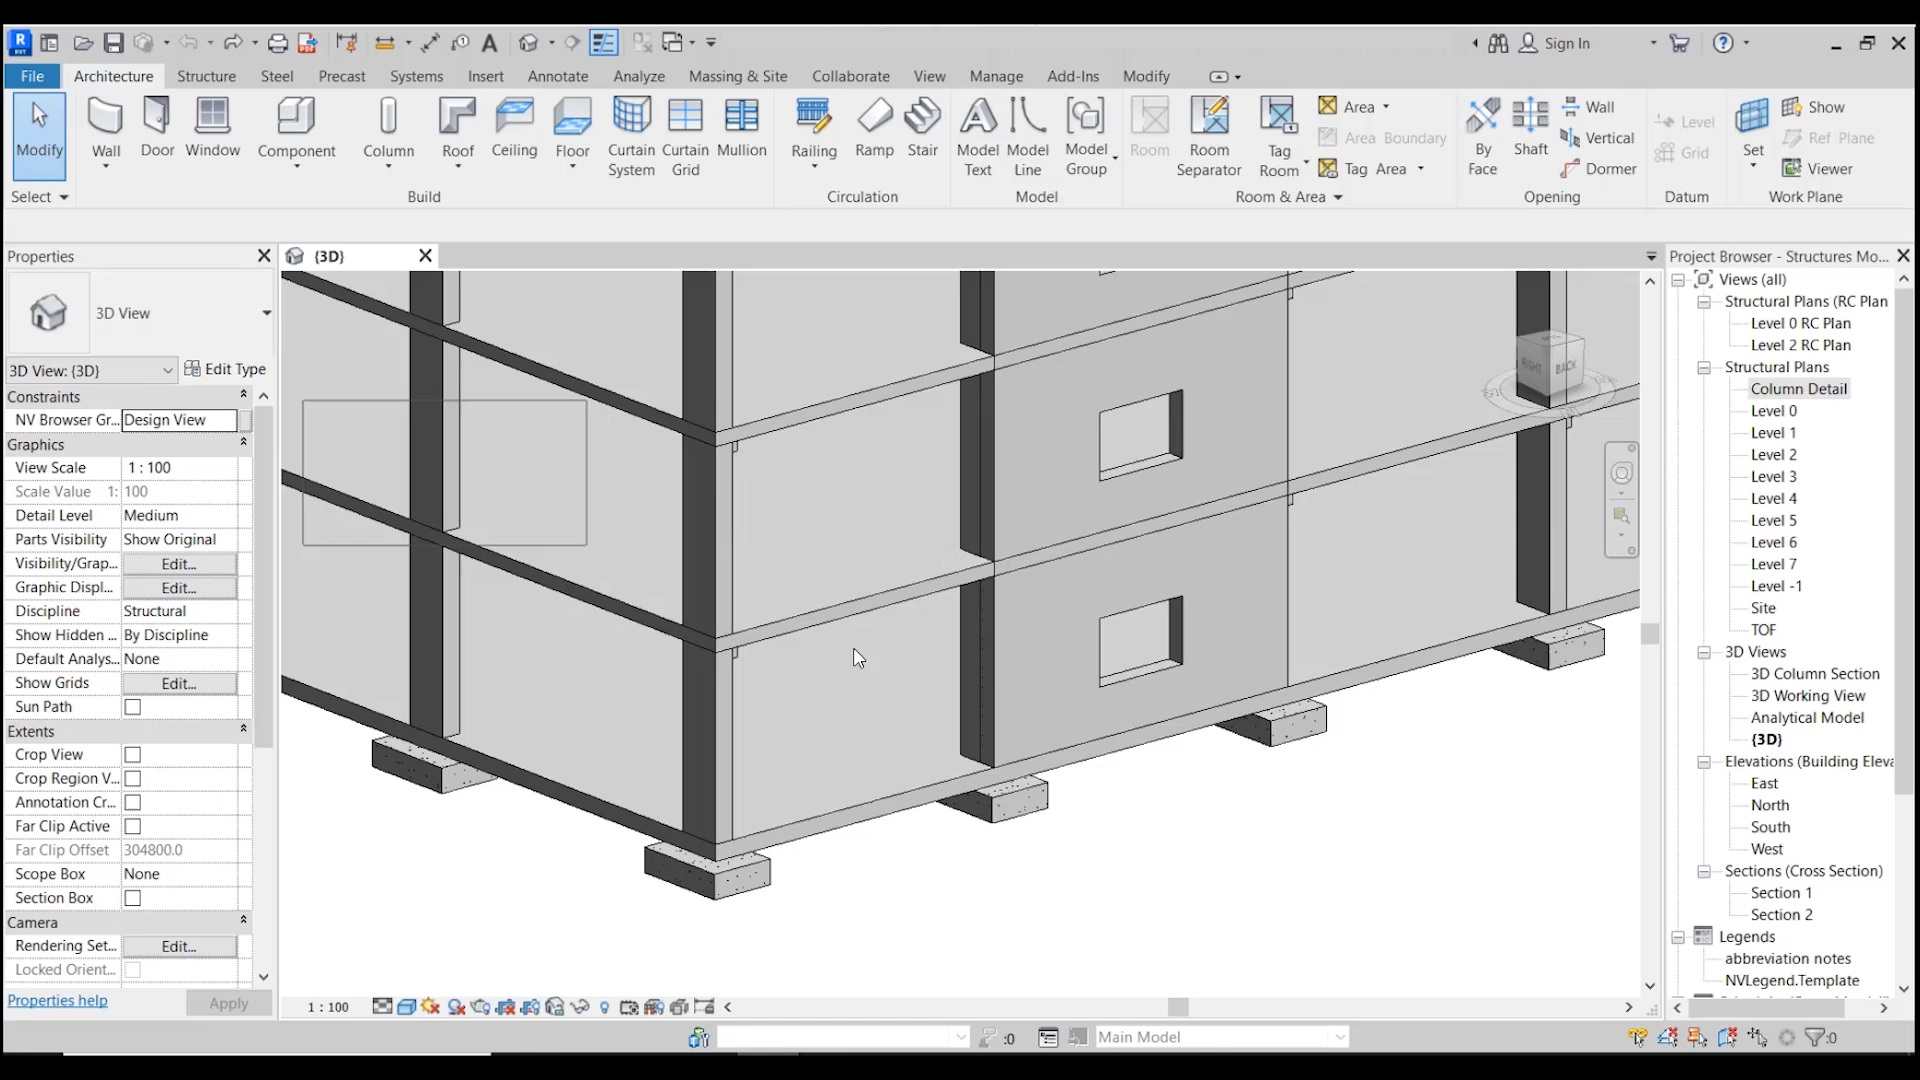 Sign In
File Architecture Structure Steel Precast Systems Insert Annotate Analyze Massing & Site Collaborate View Manage Add-Ins Modify
Modify
Wall
Door
Window
Component
Column
Roof
Ceiling
Floor
Curtain System
Curtain Grid
Mullion
Railing
Ramp
Stair
Model Text
Model Line
Model Group
Room
Room Separator
Tag Room
Area
Area Boundary
Tag Area
By Face
Shaft
Wall
Vertical
Dormer
Level
Grid
Set
Show
Ref Plane
Viewer
Select Build Circulation Model Room & Area Opening Datum Work Plane
Properties
3D View
3D View: {3D} Edit Type
Constraints
NV Browser Gr... Design View
Graphics
View Scale 1 : 100
Scale Value 1: 100
Detail Level Medium
Parts Visibility Show Original
Visibility/Grap... Edit...
Graphic Displ... Edit...
Discipline Structural
Show Hidden ... By Discipline
Default Analys... None
Show Grids Edit...
Sun Path
Extents
Crop View
Crop Region V...
Annotation Cr...
Far Clip Active
Far Clip Offset 304800.0
Scope Box None
Section Box
Camera
Rendering Set... Edit...
Locked Orient...
Properties help Apply
{3D}
RIGHT BACK
1 : 100
:0
Main Model
:0
Project Browser - Structures Mo...
Views (all)
Structural Plans (RC Plan
Level 0 RC Plan
Level 2 RC Plan
Structural Plans
Column Detail
Level 0
Level 1
Level 2
Level 3
Level 4
Level 5
Level 6
Level 7
Level -1
Site
TOF
3D Views
3D Column Section
3D Working View
Analytical Model
{3D}
Elevations (Building Eleva
East
North
South
West
Sections (Cross Section)
Section 1
Section 2
Legends
abbreviation notes
NVLegend.Template